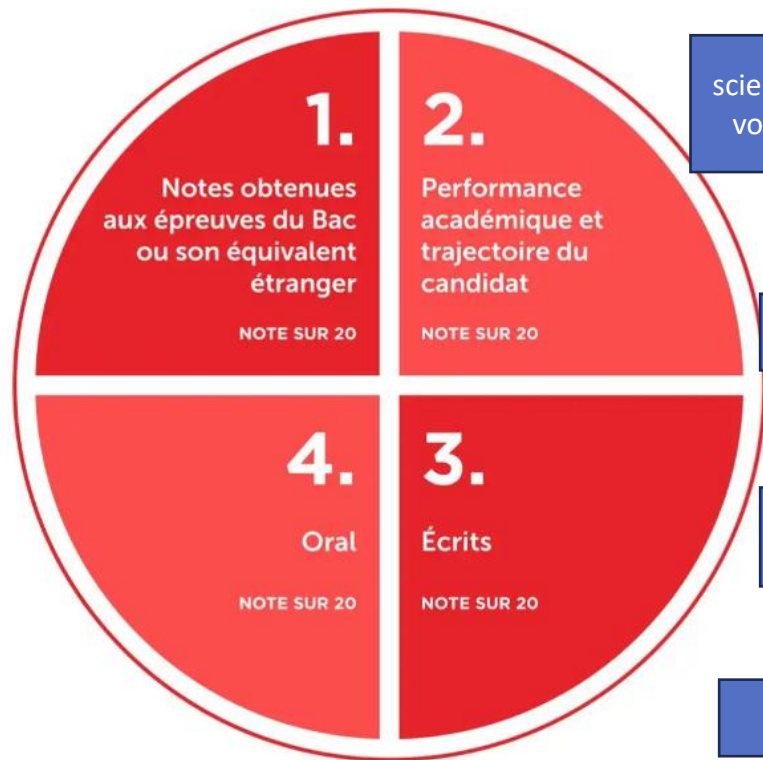 1.
Notes obtenues
aux épreuves du Bac
ou son équivalent
étranger
NOTE SUR 20
2.
Performance
académique et
trajectoire du
candidat
NOTE SUR 20
4.
Oral
NOTE SUR 20
3.
Écrits
NOTE SUR 20